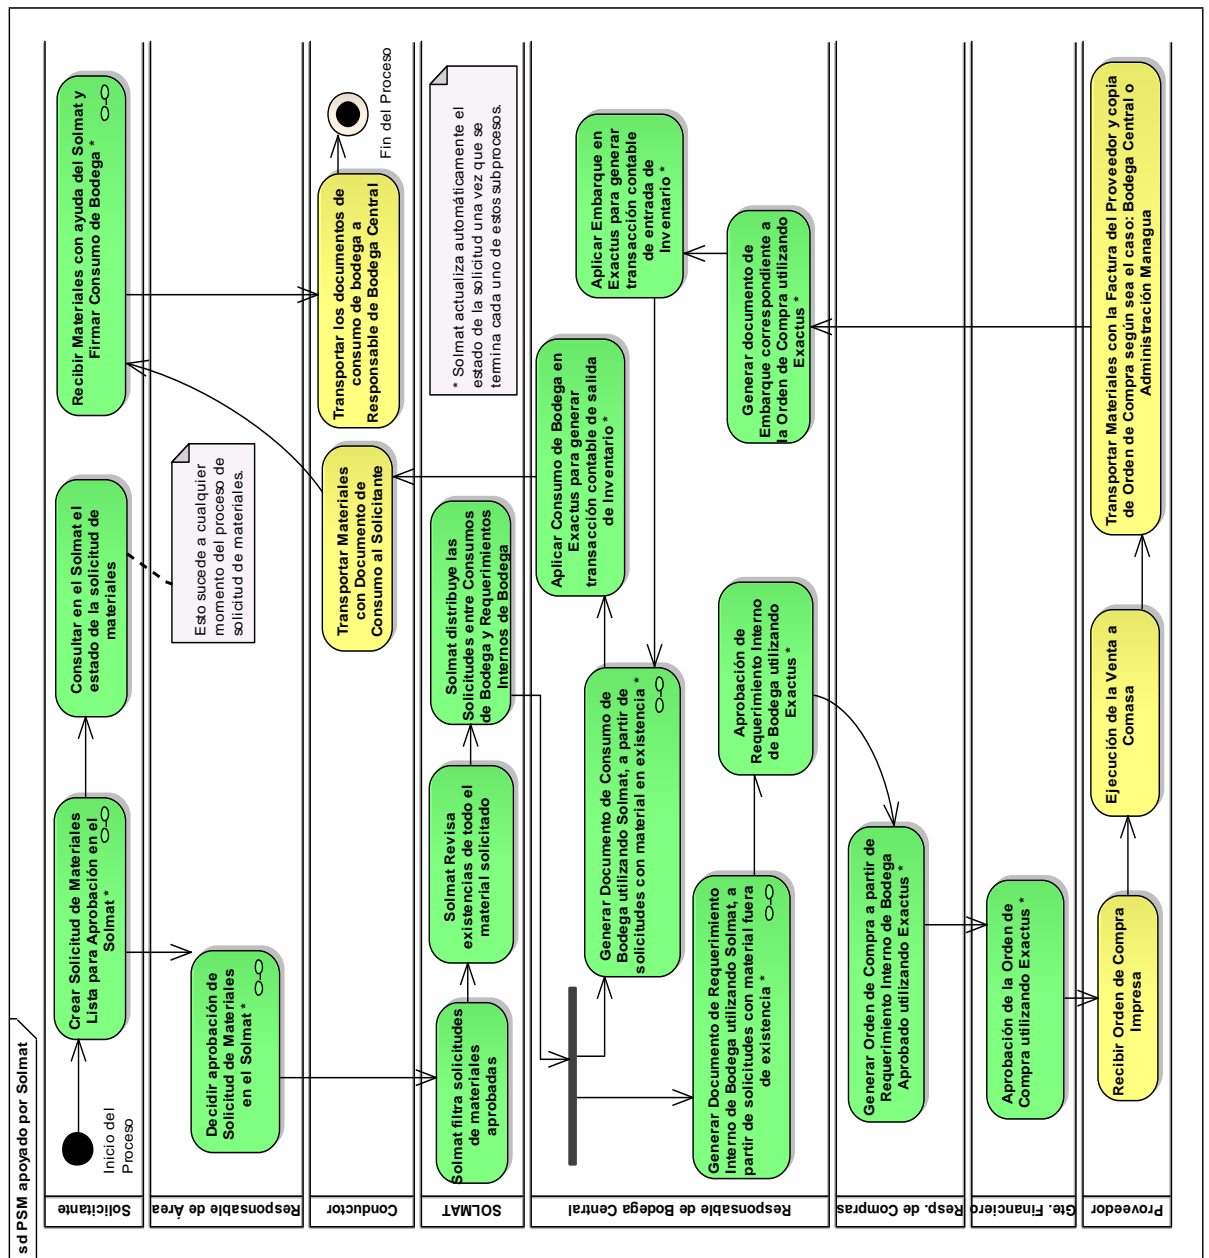 sd PSM apoyado por Solmat
Solicitante
Inicio del
Proceso
Crear Solicitud de Materiales
Lista para Aprobación en el
Solmat *
Consultar en el Solmat el
estado de la solicitud de
materiales
Recibir Materiales con ayuda del Solmat y
Firmar Consumo de Bodega *
Esto sucede a cualquier
momento del proceso de
solicitud de materiales.
Responsable de Área
Decidir aprobación de
Solicitud de Materiales
en el Solmat *
Conductor
Transportar Materiales
con Documento de
Consumo al Solicitante
Transportar los documentos de
consumo de bodega a
Responsable de Bodega Central
Fin del Proceso
SOLMAT
Solmat filtra solicitudes
de materiales
aprobadas
Solmat Revisa
existencias de todo el
material solicitado
Solmat distribuye las
Solicitudes entre Consumos
de Bodega y Requerimientos
Internos de Bodega
* Solmat actualiza automáticamente el
estado de la solicitud una vez que se
termina cada uno de estos subprocesos.
Responsable de Bodega Central
Generar Documento de Consumo de
Bodega utilizando Solmat, a partir de
solicitudes con material en existencia *
Aplicar Consumo de Bodega en
Exactus para generar
transacción contable de salida
de Inventario *
Aplicar Embarque en
Exactus para generar
transacción contable
de entrada de
Inventario *
Generar Documento de Requerimiento
Interno de Bodega utilizando Solmat, a
partir de solicitudes con material fuera
de existencia *
Aprobación de
Requerimiento Interno
de Bodega utilizando
Exactus *
Generar documento de
Embarque correspondiente a
la Orden de Compra utilizando
Exactus *
Resp. de Compras
Generar Orden de Compra a partir de
Requerimiento Interno de Bodega
Aprobado utilizando Exactus *
Gte. Financiero
Aprobación de la Orden de
Compra utilizando Exactus *
Proveedor
Recibir Orden de Compra
Impresa
Ejecución de la Venta a
Comasa
Transportar Materiales con la Factura del Proveedor y copia
de Orden de Compra según sea el caso: Bodega Central o
Administración Managua